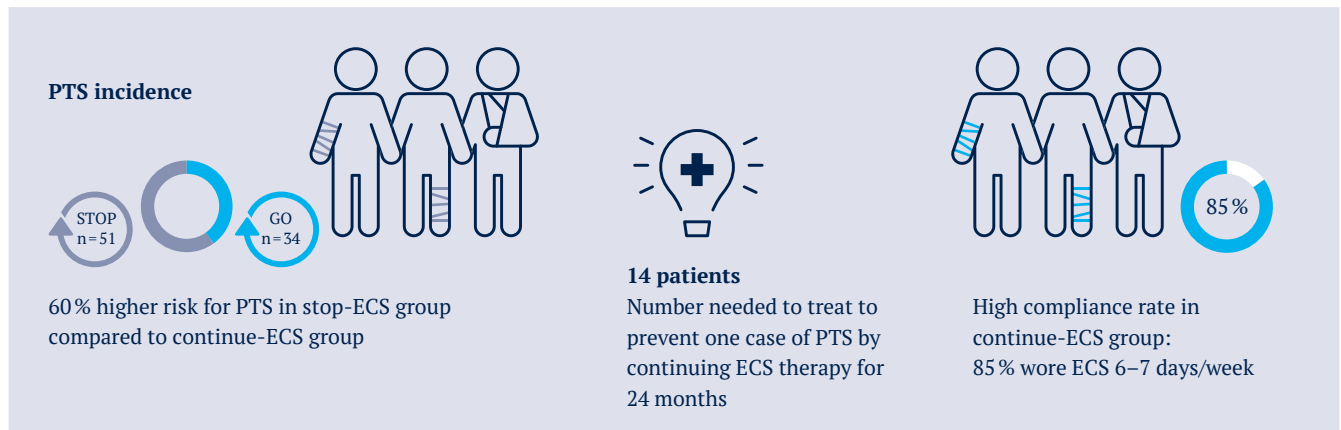 PTS incidence
STOP
n=51
GO
n=34
60% higher risk for PTS in stop-ECS group
compared to continue-ECS group
14 patients
Number needed to treat to
prevent one case of PTS by
continuing ECS therapy for
24 months
85%
High compliance rate in
continue-ECS group:
85% wore ECS 6–7 days/week